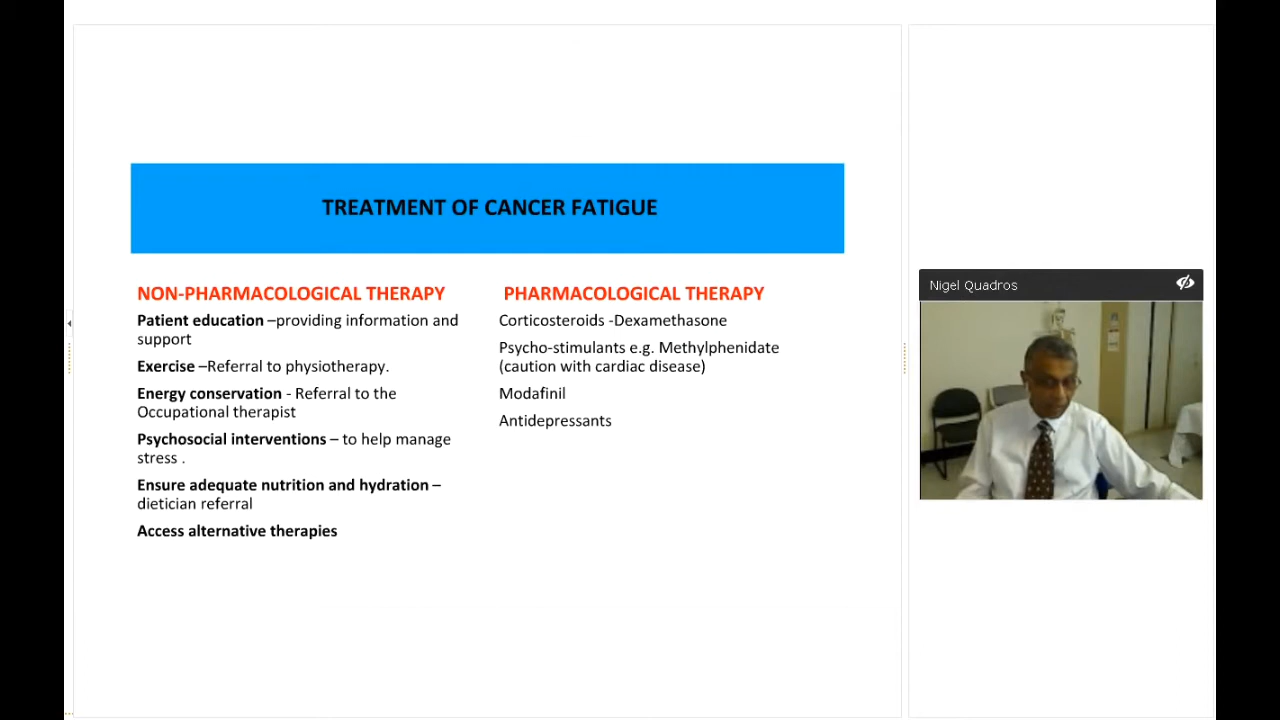 TREATMENT OF CANCER FATIGUE
NON-PHARMACOLOGICAL THERAPY
Patient education –providing information and
support
Exercise –Referral to physiotherapy.
Energy conservation - Referral to the
Occupational therapist
Psychosocial interventions – to help manage
stress .
Ensure adequate nutrition and hydration –
dietician referral
Access alternative therapies
PHARMACOLOGICAL THERAPY
Corticosteroids -Dexamethasone
Psycho-stimulants e.g. Methylphenidate
(caution with cardiac disease)
Modafinil
Antidepressants
Nigel Quadros